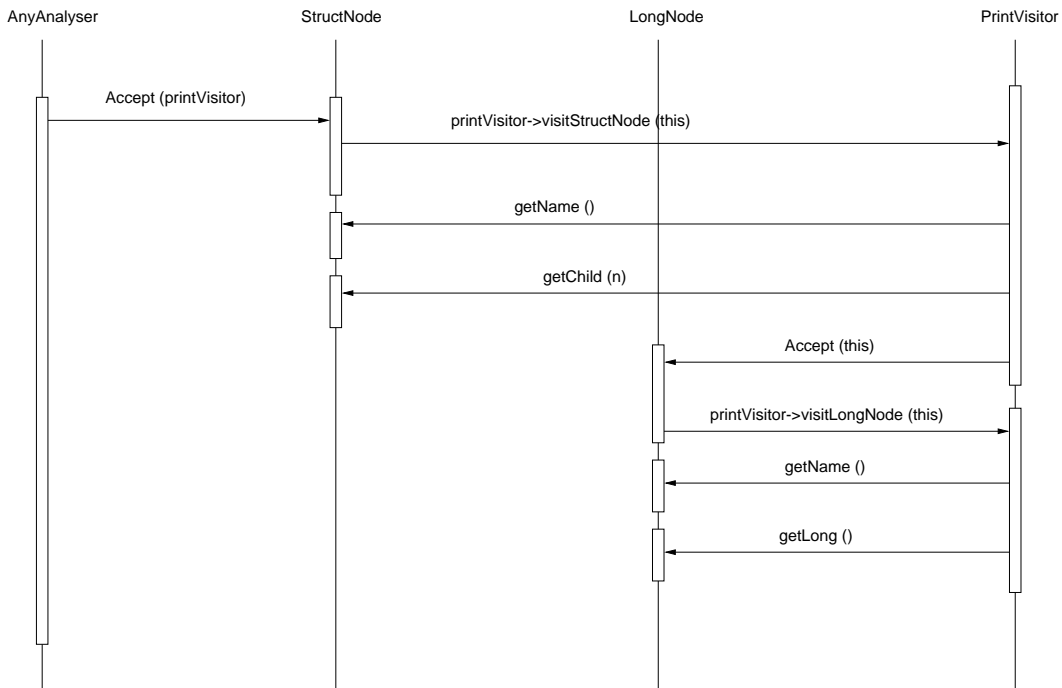 AnyAnalyser
StructNode
LongNode
PrintVisitor
Accept (printVisitor)
printVisitor->visitStructNode (this)
getName ()
getChild (n)
Accept (this)
printVisitor->visitLongNode (this)
getName ()
getLong ()